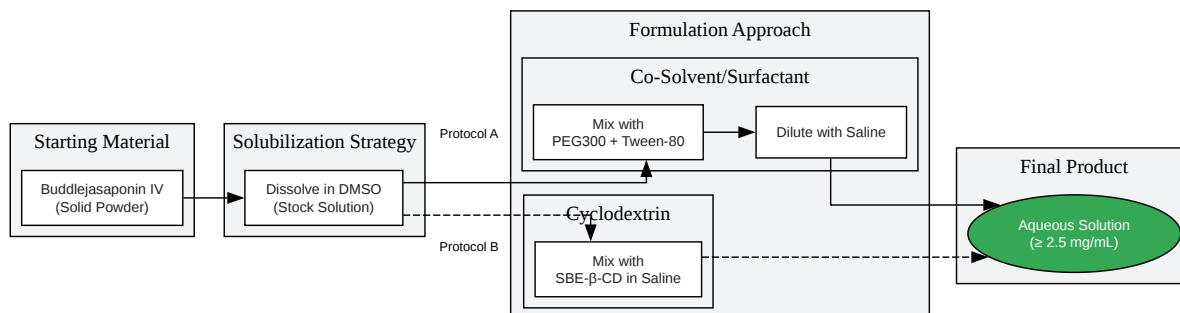 Formulation Approach
Co-Solvent/Surfactant
Starting Material
Solubilization Strategy
Protocol A
Mix with
PEG300 + Tween-80
Dilute with Saline
Buddlejasaponin IV
(Solid Powder)
Dissolve in DMSO
(Stock Solution)
Final Product
Cyclodextrin
Aqueous Solution
(≥ 2.5 mg/mL)
Protocol B
Mix with
SBE-β-CD in Saline